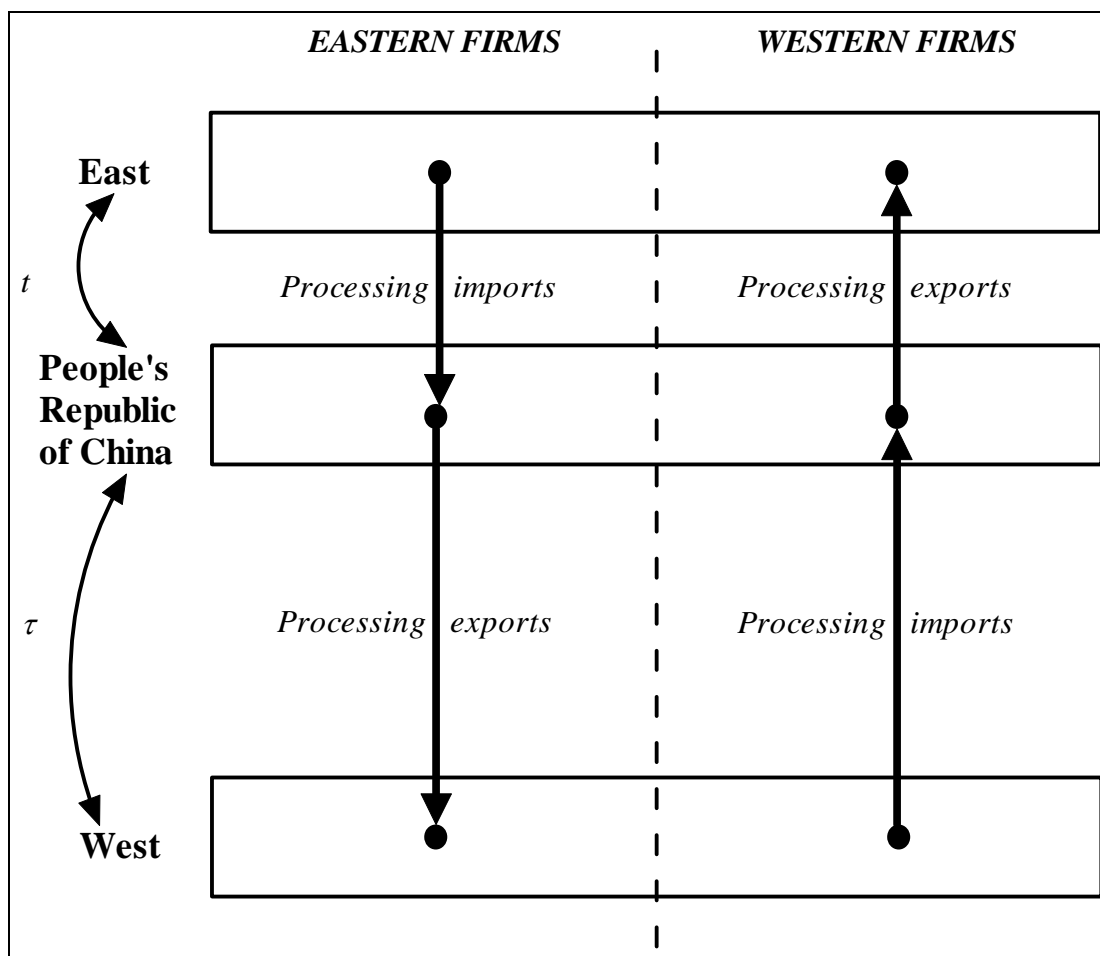 EASTERN FIRMS WESTERN FIRMS
East
t
Processing imports Processing exports
People's
Republic
of China
τ
Processing exports Processing imports
West